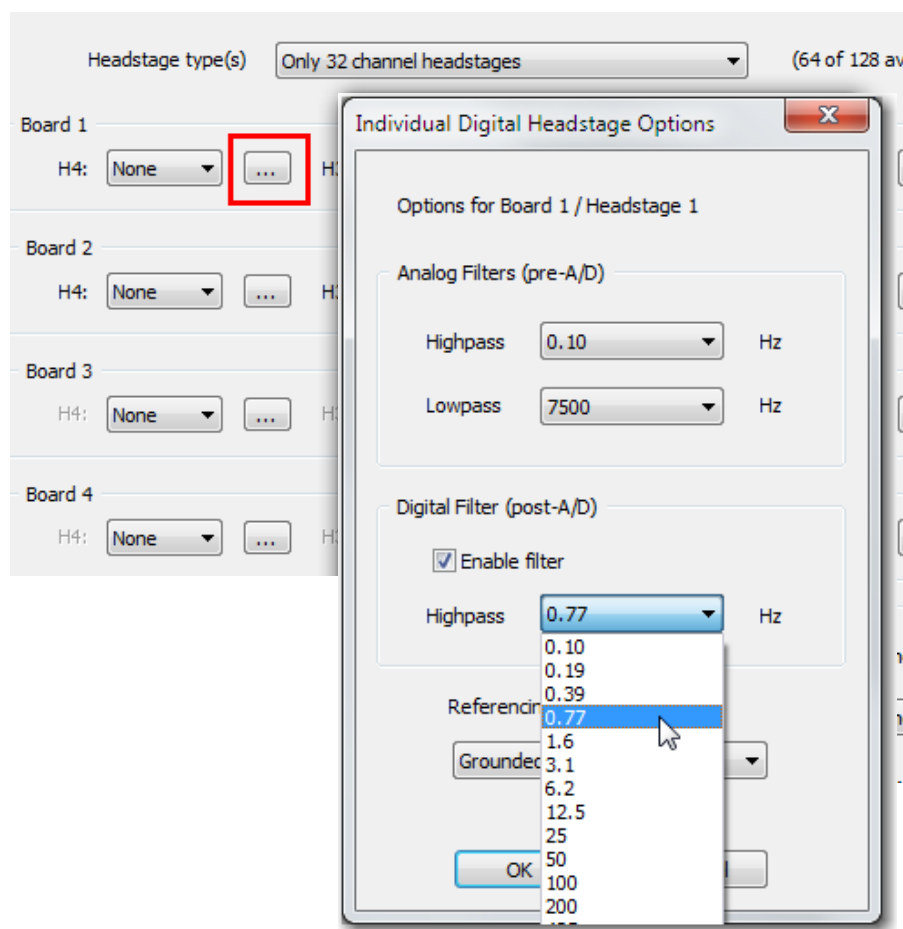 Headstage type(s) Only 32 channel headstages (64 of 128 av
Board 1
H4: None ...
Board 2
H4: None ...
Board 3
H4: None ...
Board 4
H4: None ...
Individual Digital Headstage Options
Options for Board 1 / Headstage 1
Analog Filters (pre-A/D)
Highpass 0.10 Hz
Lowpass 7500 Hz
Digital Filter (post-A/D)
Enable filter
Highpass 0.77 Hz
0.10
0.19
0.39
0.77
1.6
3.1
6.2
12.5
25
50
100
200
Referencin
Grounded
OK